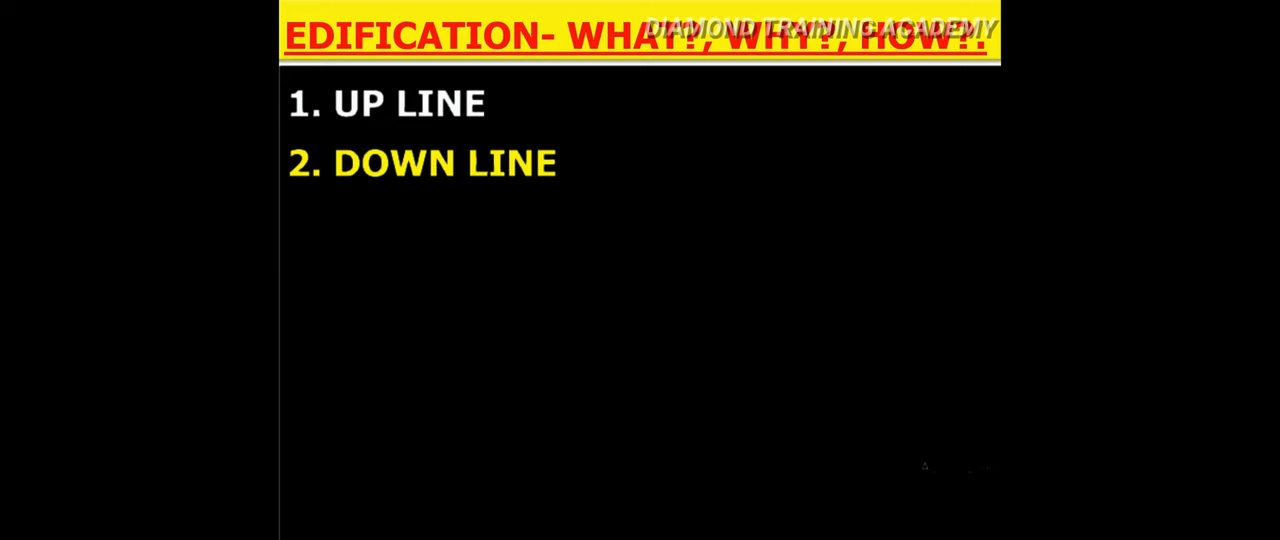 EDIFICATION- WHAT?, WHY?, HOW?.
DIAMOND TRAINING ACADEMY
1. UP LINE
2. DOWN LINE